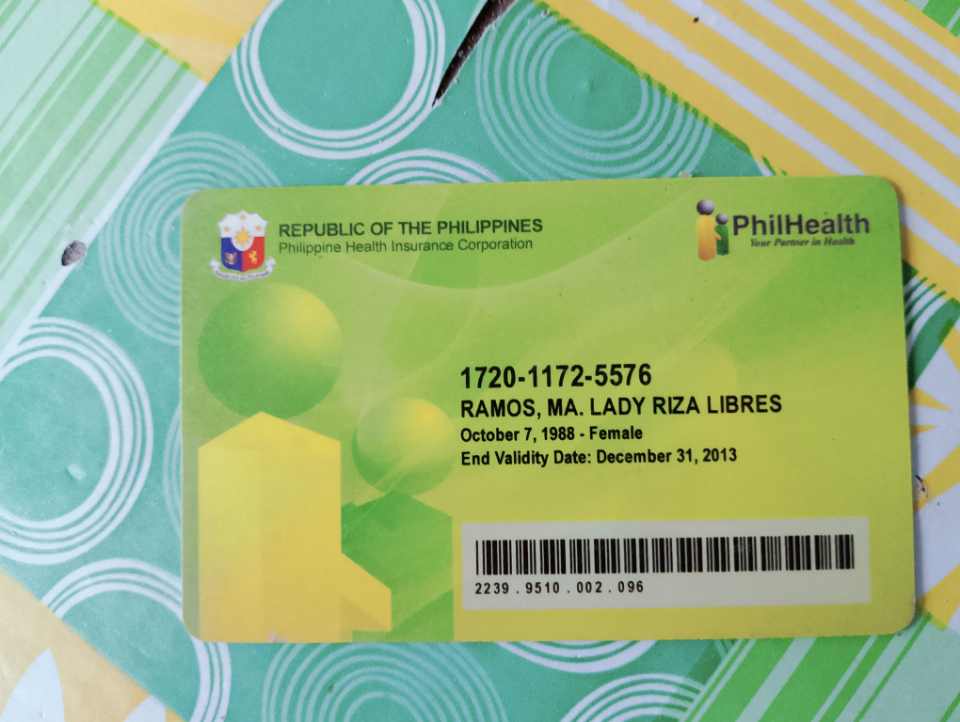 REPUBLIC OF THE PHILIPPINES
Philippine Health Insurance Corporation
PhilHealth
Your Partner in Health
1720-1172-5576
RAMOS, MA. LADY RIZA LIBRES
October 7, 1988 - Female
End Validity Date: December 31, 2013
2239 . 9510 . 002 . 096